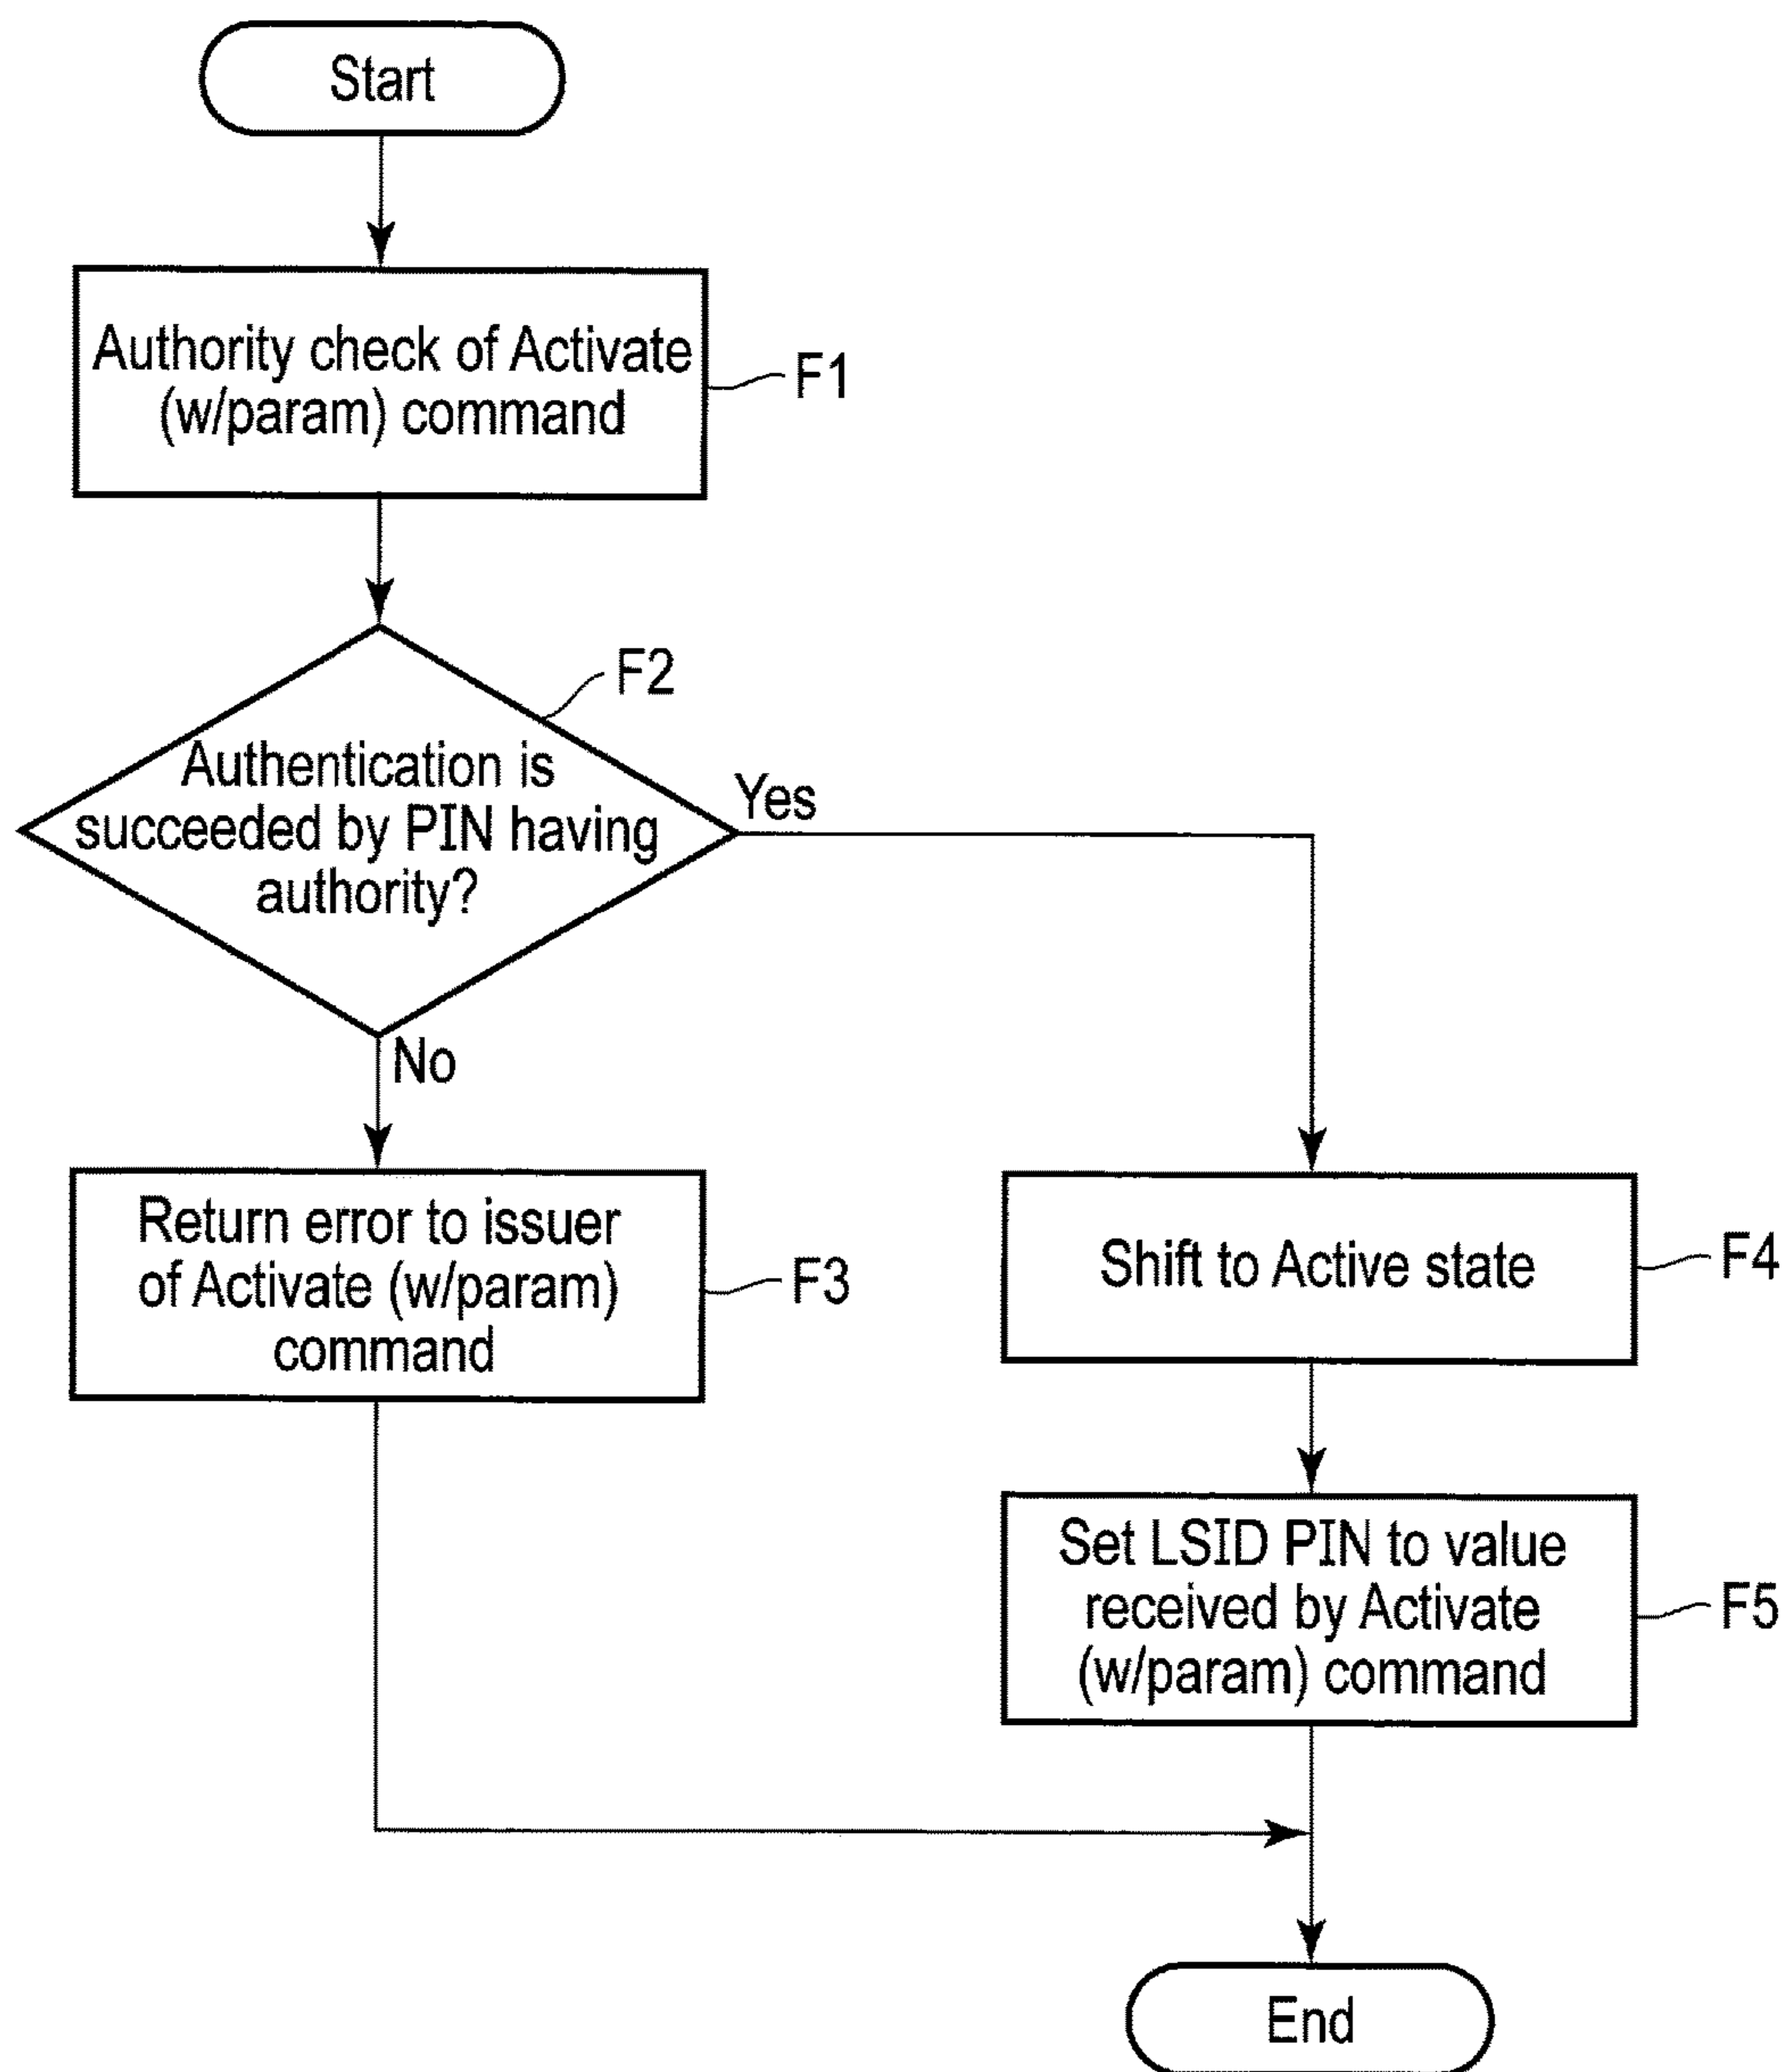 Start
Authority check of Activate
(w/param) command
F1
F2
Authentication is
succeeded by PIN having
authority?
Yes
No
Return error to issuer
of Activate (w/param)
command
F3
Shift to Active state
F4
Set LSID PIN to value
received by Activate
(w/param) command
F5
End